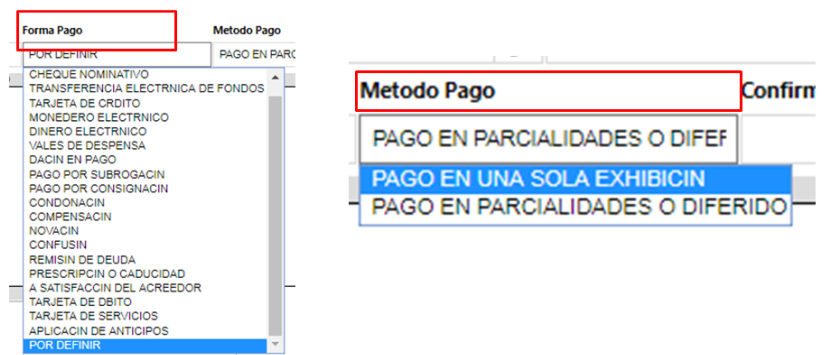 Forma Pago
Metodo Pago
POR DEFINIR
PAGO EN PARC
CHEQUE NOMINATIVO
TRANSFERENCIA ELECTRNICA DE FONDOS
TARJETA DE CRDITO
MONEDERO ELECTRNICO
DINERO ELECTRNICO
VALES DE DESPENSA
DACIN EN PAGO
PAGO POR SUBROGACIN
PAGO POR CONSIGNACIN
CONDONACIN
COMPENSACIN
NOVACIN
CONFUSIN
REMISIN DE DEUDA
PRESCRIPCIN O CADUCIDAD
A SATISFACCIN DEL ACREEDOR
TARJETA DE DBITO
TARJETA DE SERVICIOS
APLICACIN DE ANTICIPOS
POR DEFINIR
Metodo Pago
Confirm
PAGO EN PARCIALIDADES O DIFER
PAGO EN UNA SOLA EXHIBICIN
PAGO EN PARCIALIDADES O DIFERIDO